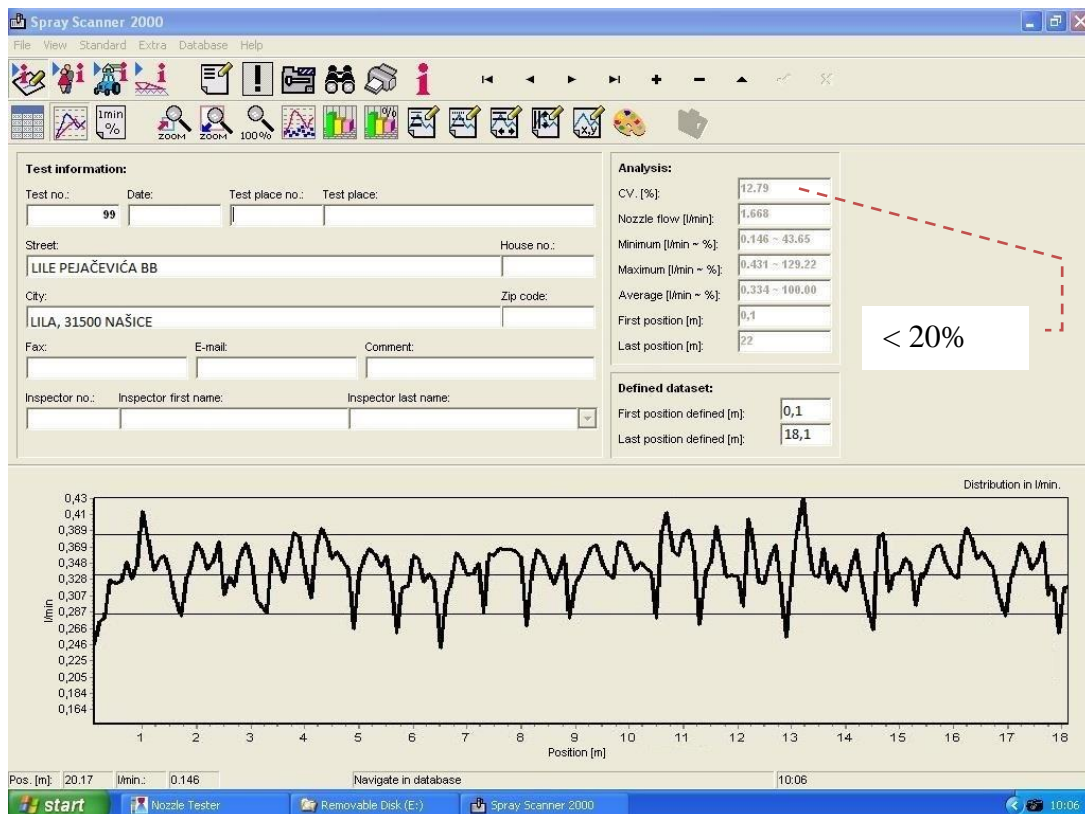 Spray Scanner 2000
File View Standard Extra Database Help
1min % ZOOM ZOOM 100% % x,y
Test information:
Test no.: Date: Test place no.: Test place:
99
Street: House no.:
LILE PEJAČEVIĆA BB
City: Zip code:
LILA, 31500 NAŠICE
Fax: E-mail: Comment:
Inspector no.: Inspector first name: Inspector last name:
Analysis:
CV. [%]: 12.79
Nozzle flow [l/min]: 1.668
Minimum [l/min ~ %]: 0.146 ~ 43.65
Maximum [l/min ~ %]: 0.431 ~ 129.22
Average [l/min ~ %]: 0.334 ~ 100.00
First position [m]: 0,1
Last position [m]: 22
< 20%
Defined dataset:
First position defined [m]: 0,1
Last position defined [m]: 18,1
Distribution in l/min.
0,43
0,41
0,389
0,369
0,348
0,328
0,307
0,287
0,266
0,246
0,225
0,205
0,184
0,164
l/min
1 2 3 4 5 6 7 8 9 10 11 12 13 14 15 16 17 18
Position [m]
Pos. [m]: 20.17 l/min.: 0.146 Navigate in database 10:06
start Nozzle Tester Removable Disk (E:) Spray Scanner 2000 10:06